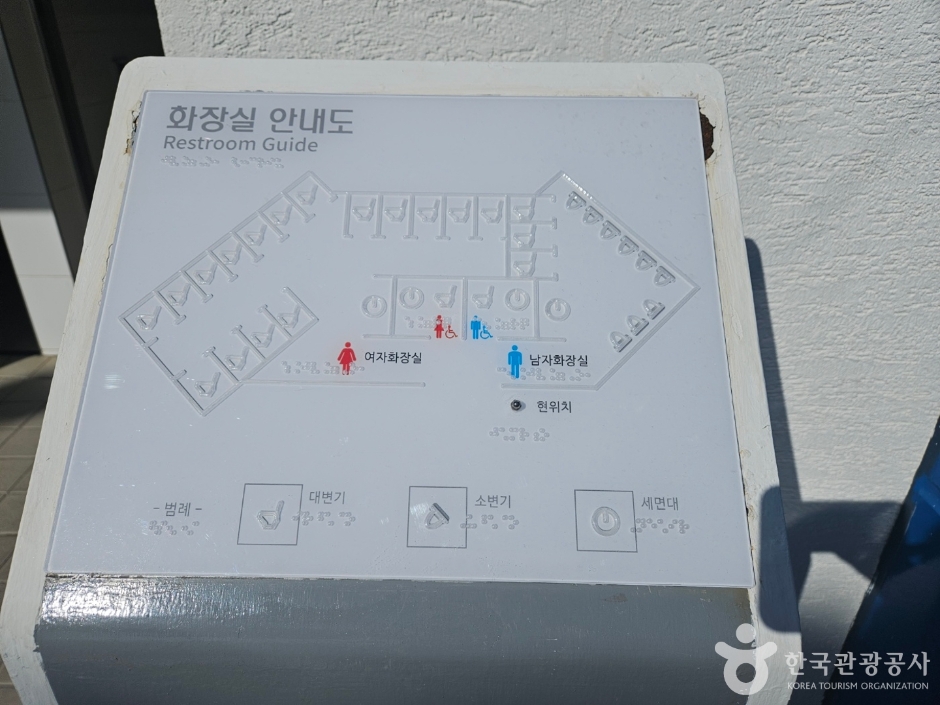 화장실 안내도
Restroom Guide
여자화장실
남자화장실
현위치
- 범례 -
대변기
소변기
세면대
한국관광공사
KOREA TOURISM ORGANIZATION